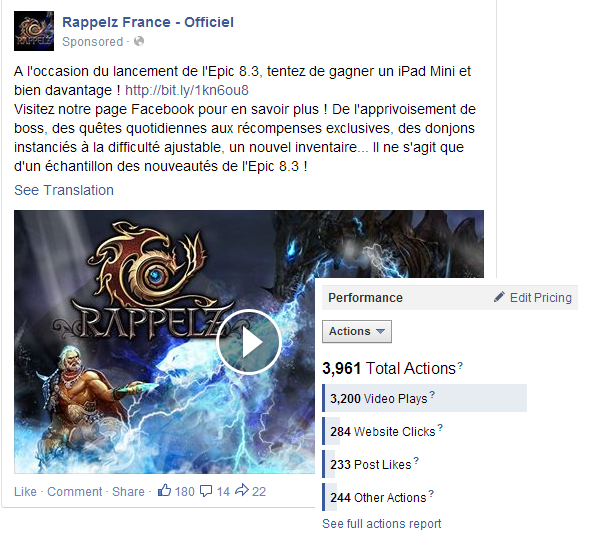 Rappelz France - Officiel
Sponsored ·
A l'occasion du lancement de l'Epic 8.3, tentez de gagner un iPad Mini et
bien davantage ! http://bit.ly/1kn6ou8
Visitez notre page Facebook pour en savoir plus ! De l'apprivoisement de
boss, des quêtes quotidiennes aux récompenses exclusives, des donjons
instanciés à la difficulté ajustable, un nouvel inventaire... Il ne s'agit que
d'un échantillon des nouveautés de l'Epic 8.3 !
See Translation
RAPPELZ
RAPPELZ
Like · Comment · Share · 180 14 22
Performance
Edit Pricing
Actions
3,961 Total Actions?
3,200 Video Plays?
284 Website Clicks?
233 Post Likes?
244 Other Actions?
See full actions report